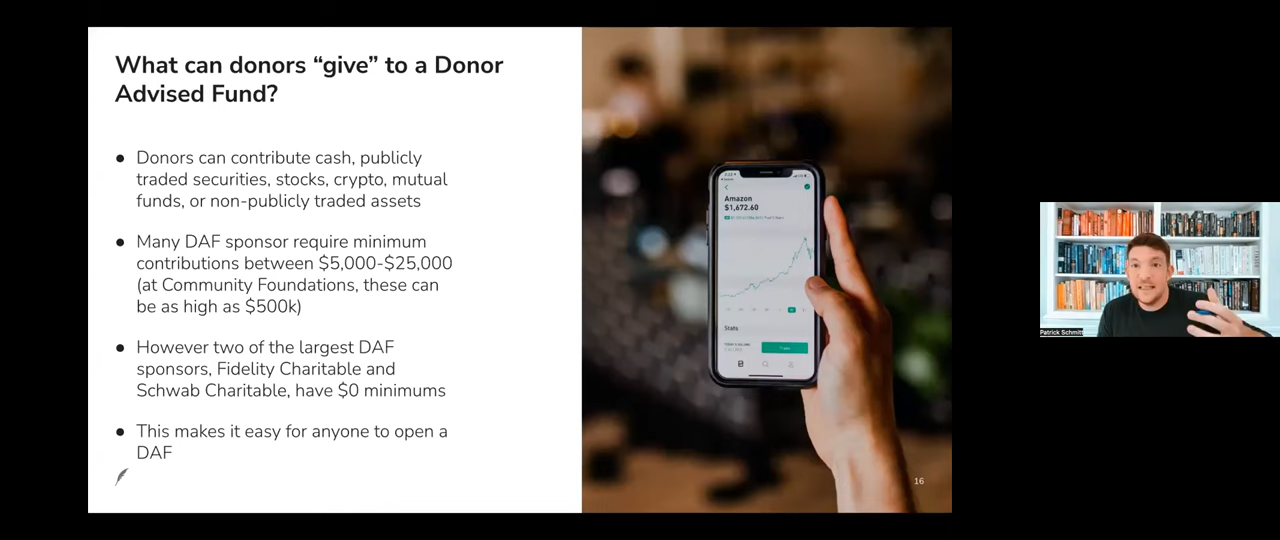 What can donors “give” to a Donor
Advised Fund?
● Donors can contribute cash, publicly
traded securities, stocks, crypto, mutual
funds, or non-publicly traded assets
● Many DAF sponsor require minimum
contributions between $5,000-$25,000
(at Community Foundations, these can
be as high as $500k)
● However two of the largest DAF
sponsors, Fidelity Charitable and
Schwab Charitable, have $0 minimums
● This makes it easy for anyone to open a
DAF
Amazon
$1,672.60
Stats
Trade
16
Patrick Schmitt